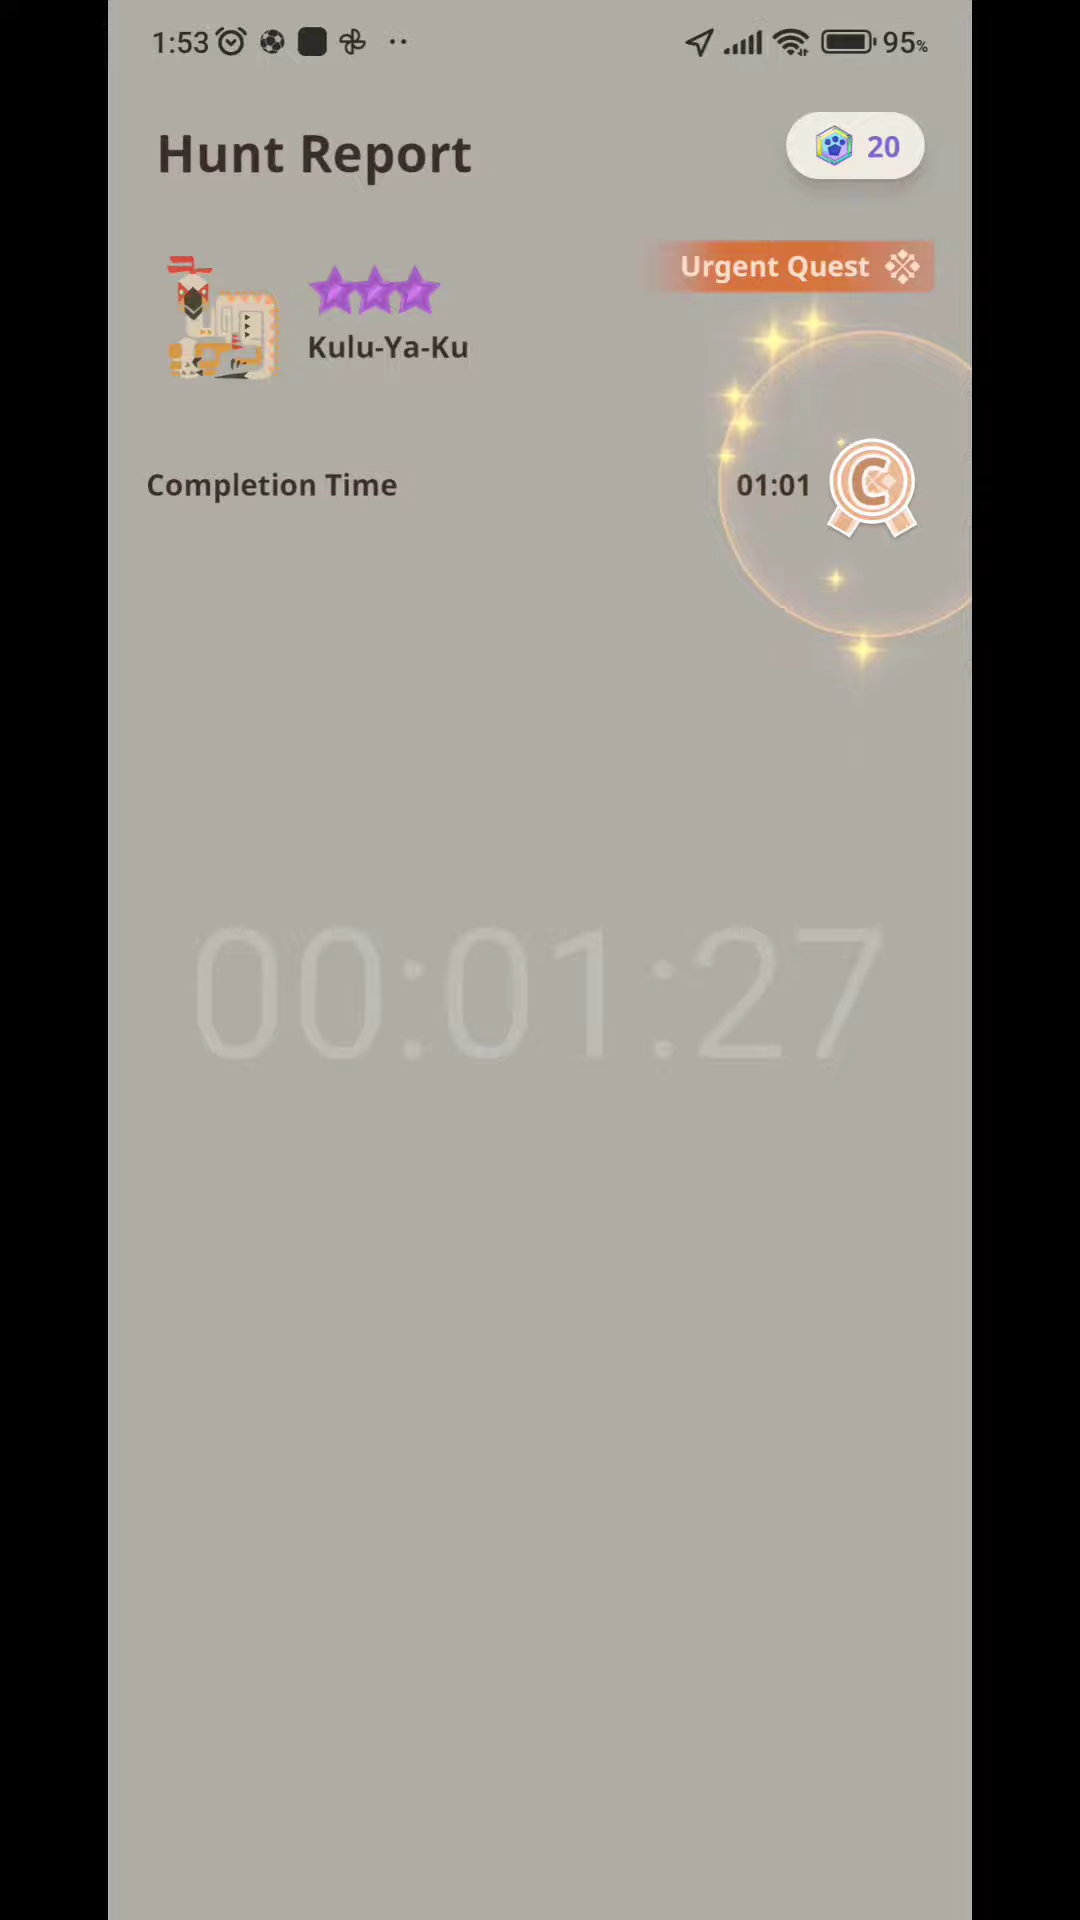 1:53
95%
Hunt Report
20
Urgent Quest
Kulu-Ya-Ku
Completion Time
01:01
C
00:01:27